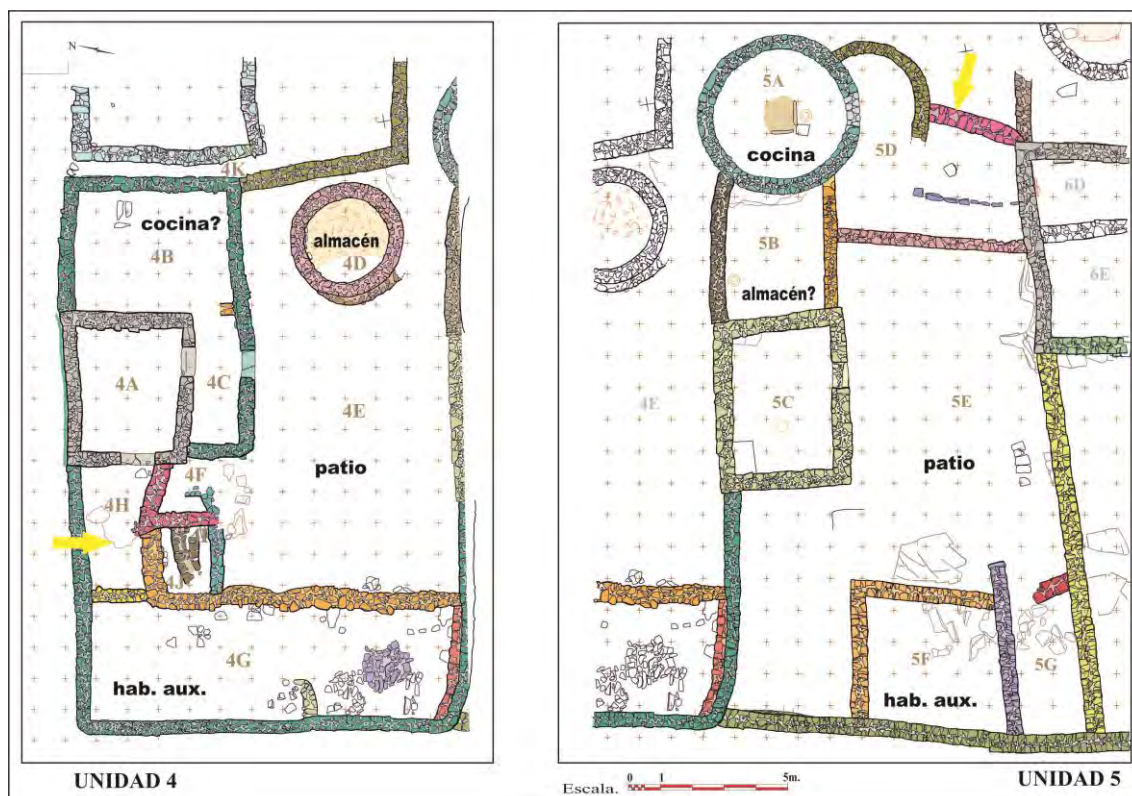 N
4K
cocina?
4B
almacén
4D
4A
4C
4E
patio
4F
4H
4J
4G
hab. aux.
UNIDAD 4
5A
cocina
5D
6D
5B
6E
almacén?
4E
5C
5E
patio
5F
5G
hab. aux.
Escala.
0 1 5m.
UNIDAD 5